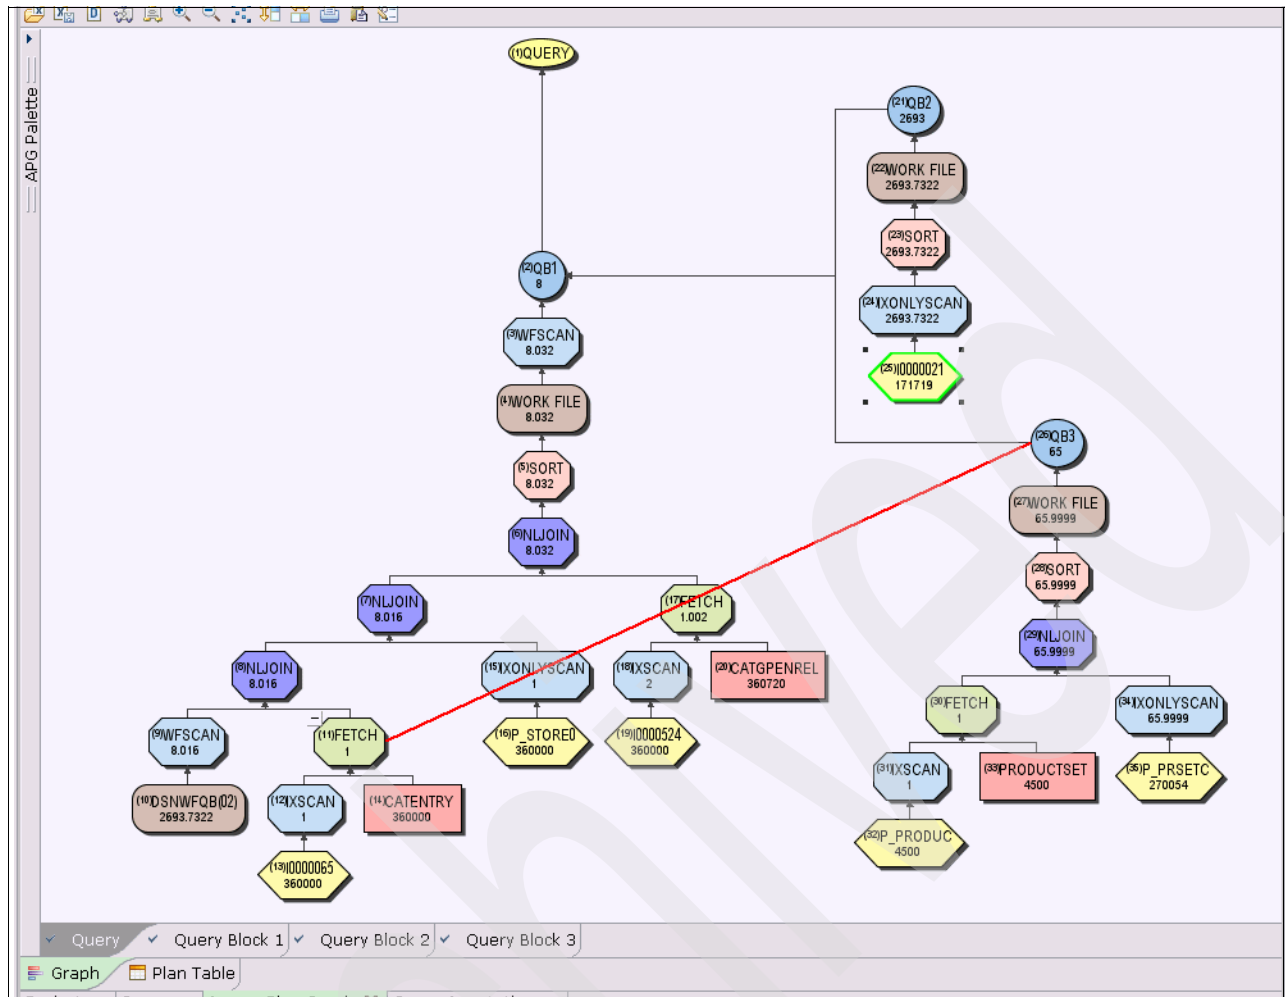 APG Palette
(1)QUERY
(21)QB2
2693
(22)WORK FILE
2693.7322
(23)SORT
2693.7322
(24)IXONLYSCAN
2693.7322
(25)I0000021
171719
(2)QB1
8
(3)WFSCAN
8.032
(4)WORK FILE
8.032
(5)SORT
8.032
(6)NLJOIN
8.032
(7)NLJOIN
8.016
(17)FETCH
1.002
(8)NLJOIN
8.016
(15)IXONLYSCAN
1
(18)IXSCAN
2
(20)CATGPENREL
360720
(9)WFSCAN
8.016
(11)FETCH
1
(16)P_STORE0
360000
(19)I0000524
360000
(10)DSNWFQB(02)
2693.7322
(12)IXSCAN
1
(14)CATENTRY
360000
(13)I0000065
360000
(26)QB3
65
(27)WORK FILE
65.9999
(28)SORT
65.9999
(29)NLJOIN
65.9999
(30)FETCH
1
(34)IXONLYSCAN
65.9999
(31)IXSCAN
1
(33)PRODUCTSET
4500
(35)P_PRSETC
270054
(32)P_PRODUC
4500
Query Query Block 1 Query Block 2 Query Block 3
Graph Plan Table